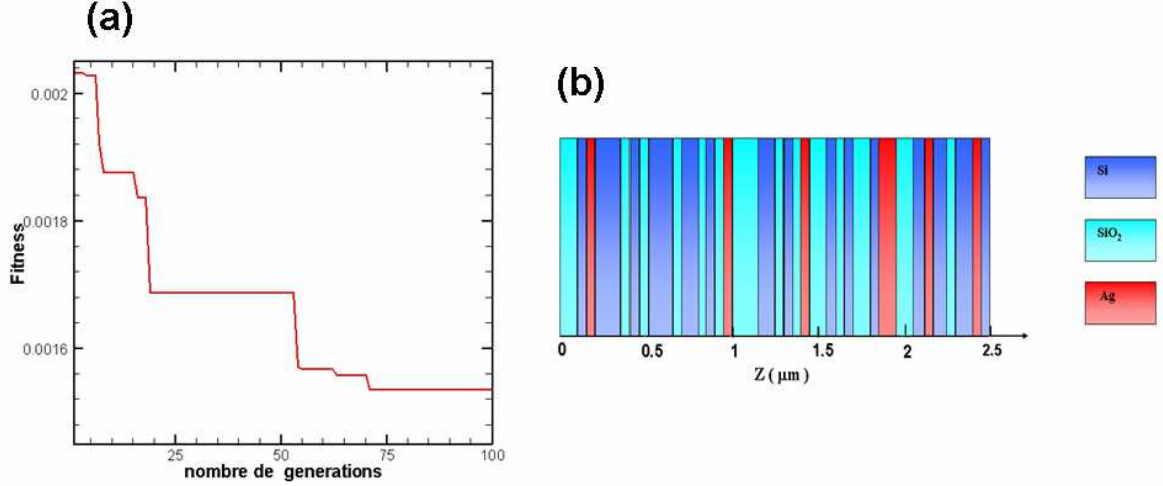 (a)
0.002
0.0018
0.0016
Fitness
25
50
75
100
nombre de generations
(b)
0
0.5
1
1.5
2
2.5
Z ( μm )
Si
SiO₂
Ag